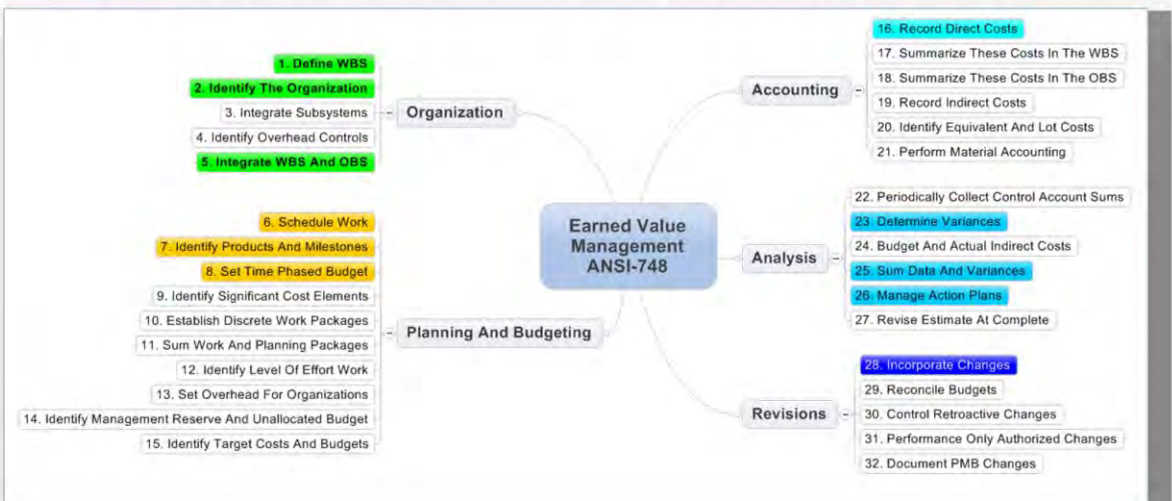 1. Define WBS
2. Identify The Organization
3. Integrate Subsystems
4. Identify Overhead Controls
5. Integrate WBS And OBS
Organization
6. Schedule Work
7. Identify Products And Milestones
8. Set Time Phased Budget
9. Identify Significant Cost Elements
10. Establish Discrete Work Packages
11. Sum Work And Planning Packages
12. Identify Level Of Effort Work
13. Set Overhead For Organizations
14. Identify Management Reserve And Unallocated Budget
15. Identify Target Costs And Budgets
Planning And Budgeting
Earned Value
Management
ANSI-748
Accounting
16. Record Direct Costs
17. Summarize These Costs In The WBS
18. Summarize These Costs In The OBS
19. Record Indirect Costs
20. Identify Equivalent And Lot Costs
21. Perform Material Accounting
Analysis
22. Periodically Collect Control Account Sums
23. Determine Variances
24. Budget And Actual Indirect Costs
25. Sum Data And Variances
26. Manage Action Plans
27. Revise Estimate At Complete
Revisions
28. Incorporate Changes
29. Reconcile Budgets
30. Control Retroactive Changes
31. Performance Only Authorized Changes
32. Document PMB Changes